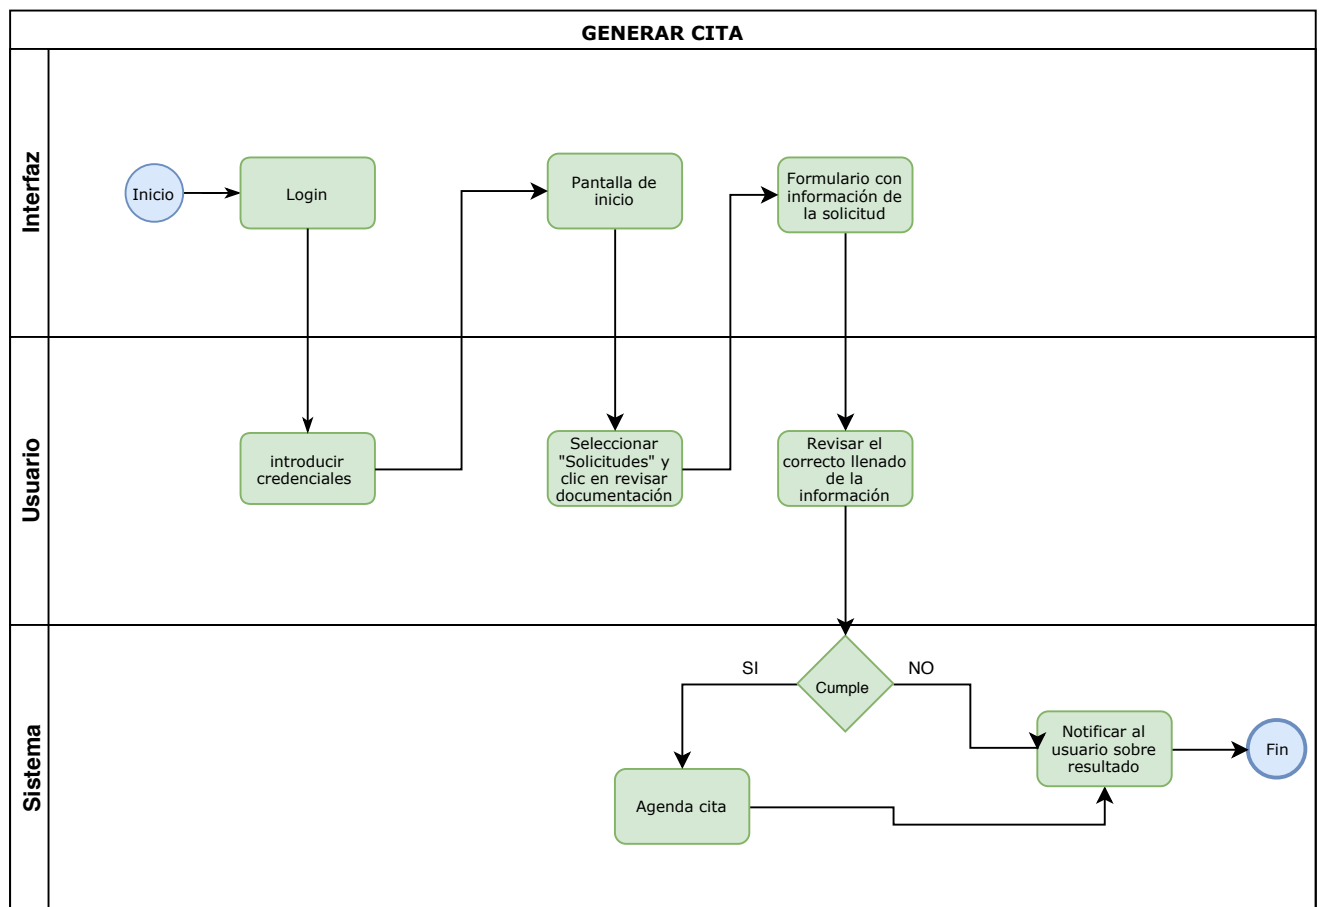 GENERAR CITA
Interfaz
Inicio
Login
Pantalla de
inicio
Formulario con
información de
la solicitud
Usuario
introducir
credenciales
Seleccionar
"Solicitudes" y
clic en revisar
documentación
Revisar el
correcto llenado
de la
información
Sistema
SI
Cumple
NO
Agenda cita
Notificar al
usuario sobre
resultado
Fin